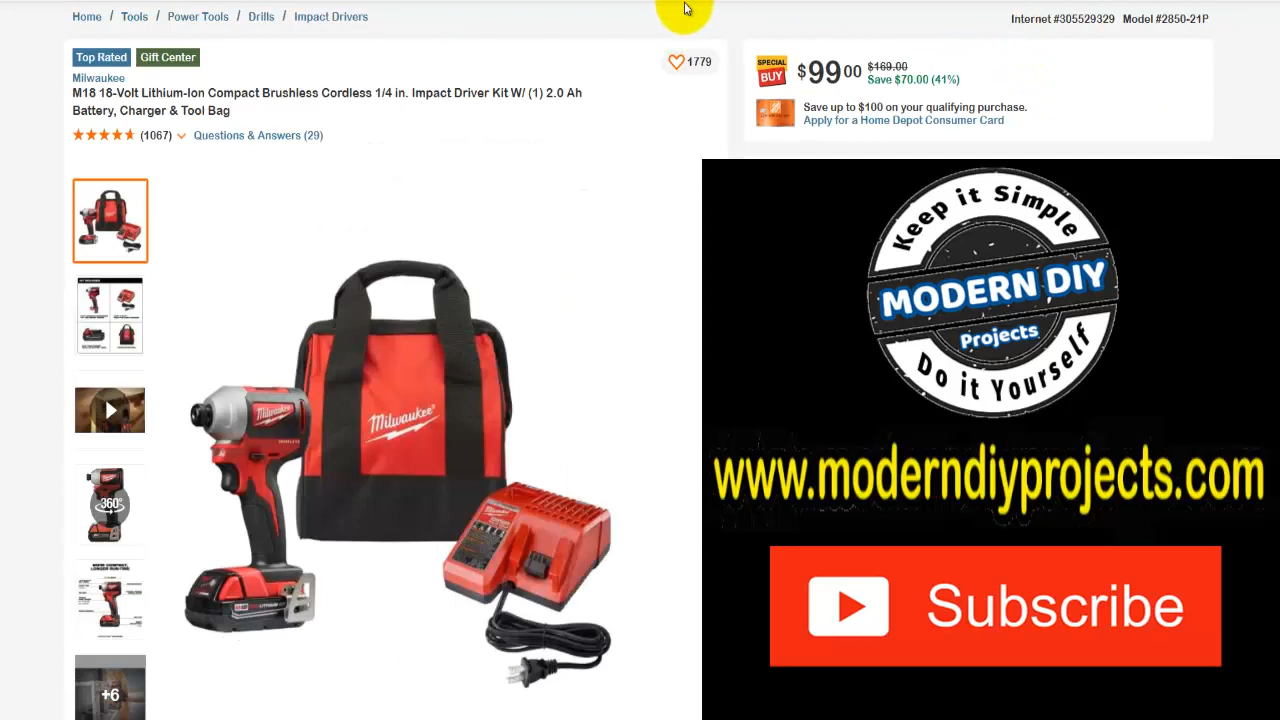 Home / Tools / Power Tools / Drills / Impact Drivers
Internet #305529329 Model #2850-21P
Top Rated Gift Center
1779
Milwaukee
M18 18-Volt Lithium-Ion Compact Brushless Cordless 1/4 in. Impact Driver Kit W/ (1) 2.0 Ah
Battery, Charger & Tool Bag
(1067) Questions & Answers (29)
SPECIAL
BUY
$99 00 $169.00
Save $70.00 (41%)
Save up to $100 on your qualifying purchase.
Apply for a Home Depot Consumer Card
Keep it Simple
MODERN DIY
Projects
Do it Yourself
www.moderndiyprojects.com
Subscribe
Milwaukee
Milwaukee
Milwaukee
360°
+6